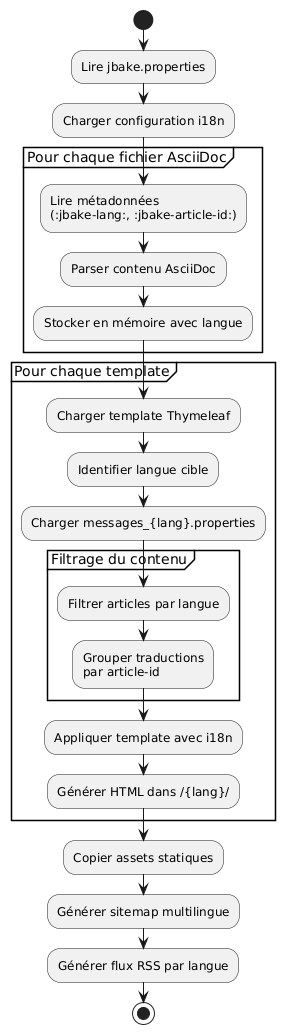 Lire jbake.properties
Charger configuration i18n
Pour chaque fichier AsciiDoc
Lire métadonnées
(:jbake-lang:, :jbake-article-id:)
Parser contenu AsciiDoc
Stocker en mémoire avec langue
Pour chaque template
Charger template Thymeleaf
Identifier langue cible
Charger messages_{lang}.properties
Filtrage du contenu
Filtrer articles par langue
Grouper traductions
par article-id
Appliquer template avec i18n
Générer HTML dans /{lang}/
Copier assets statiques
Générer sitemap multilingue
Générer flux RSS par langue